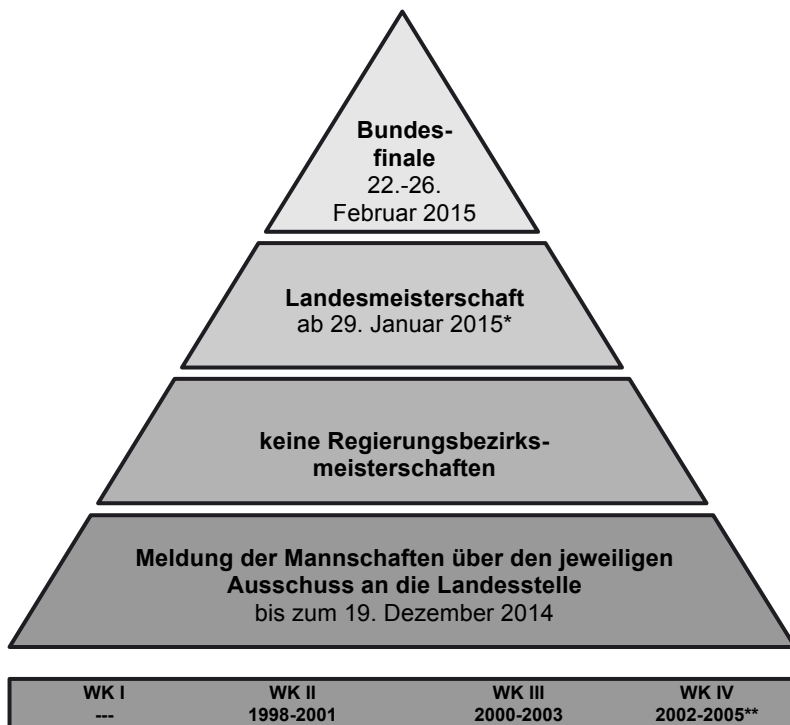 Bundes-
finale
22.-26.
Februar 2015
Landesmeisterschaft
ab 29. Januar 2015*
keine Regierungsbezirks-
meisterschaften
Meldung der Mannschaften über den jeweiligen
Ausschuss an die Landesstelle
bis zum 19. Dezember 2014
WK I WK II WK III WK IV
--- 1998-2001 2000-2003 2002-2005**